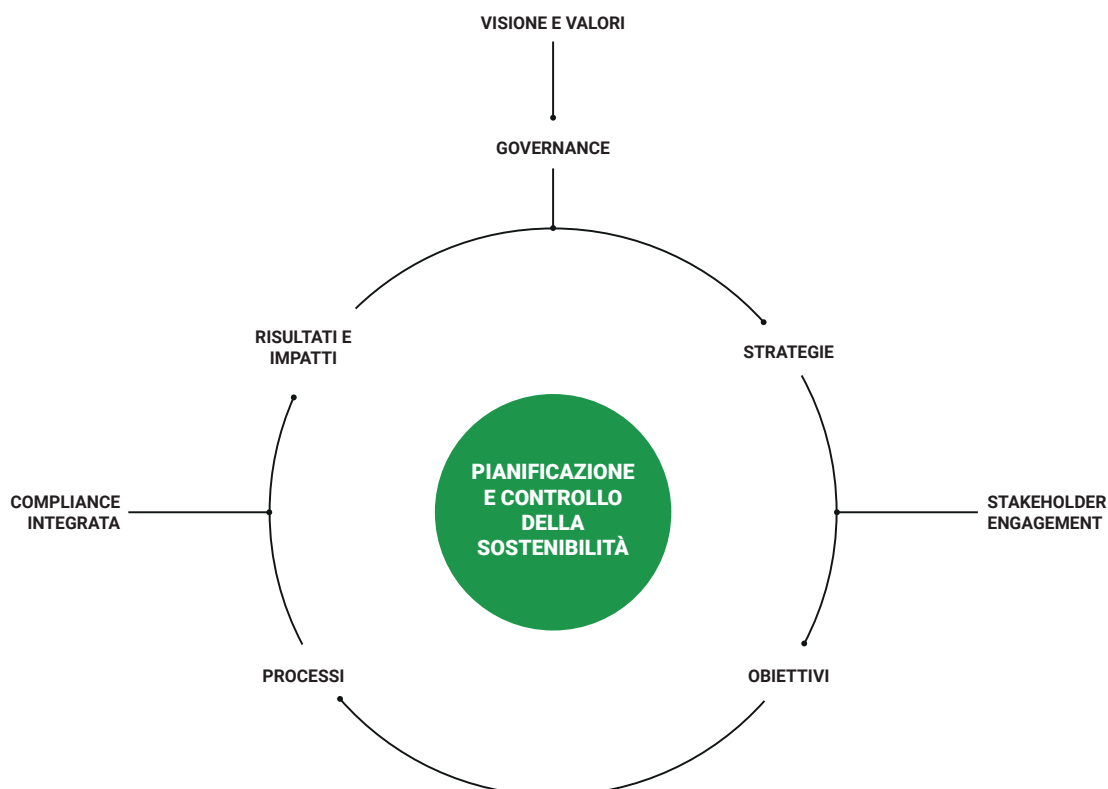 VISIONE E VALORI
GOVERNANCE
RISULTATI E
IMPATTI
STRATEGIE
PIANIFICAZIONE
E CONTROLLO
DELLA
SOSTENIBILITÀ
COMPLIANCE
INTEGRATA
STAKEHOLDER
ENGAGEMENT
PROCESSI
OBIETTIVI